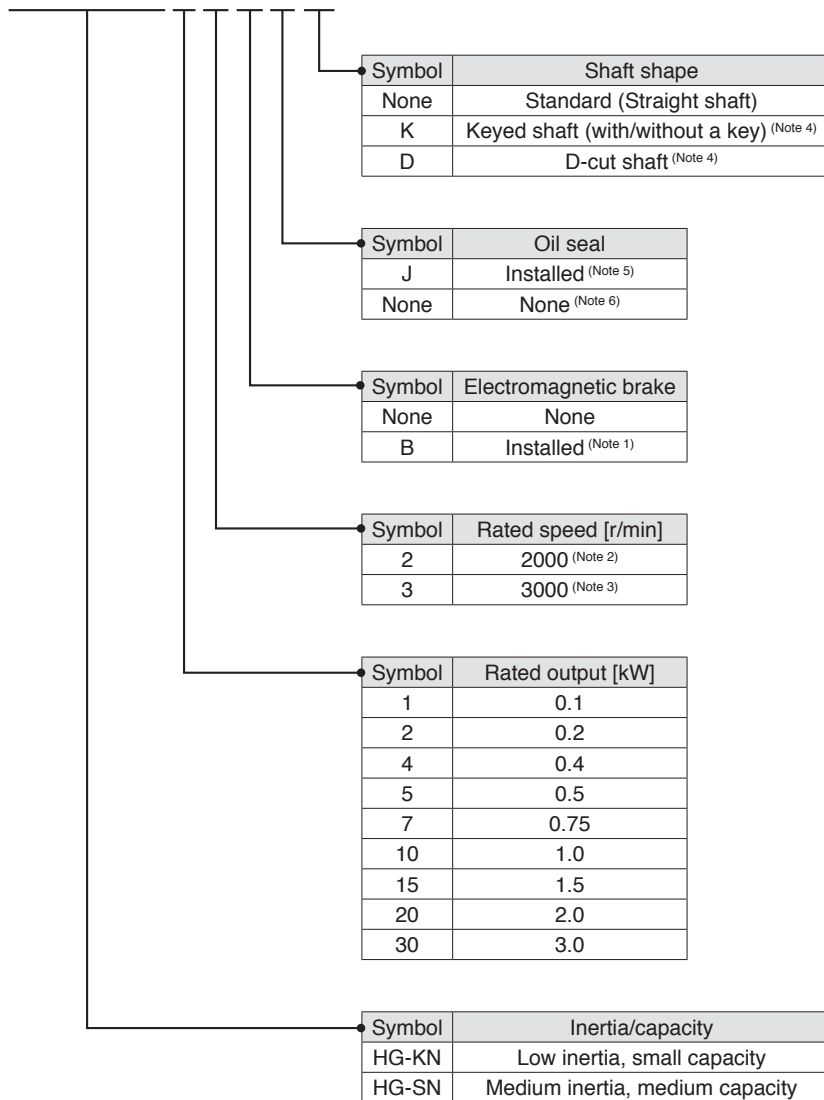 Symbol Shaft shape
None Standard (Straight shaft)
K Keyed shaft (with/without a key) (Note 4)
D D-cut shaft (Note 4)
Symbol Oil seal
J Installed (Note 5)
None None (Note 6)
Symbol Electromagnetic brake
None None
B Installed (Note 1)
Symbol Rated speed [r/min]
2 2000 (Note 2)
3 3000 (Note 3)
Symbol Rated output [kW]
1 0.1
2 0.2
4 0.4
5 0.5
7 0.75
10 1.0
15 1.5
20 2.0
30 3.0
Symbol Inertia/capacity
HG-KN Low inertia, small capacity
HG-SN Medium inertia, medium capacity